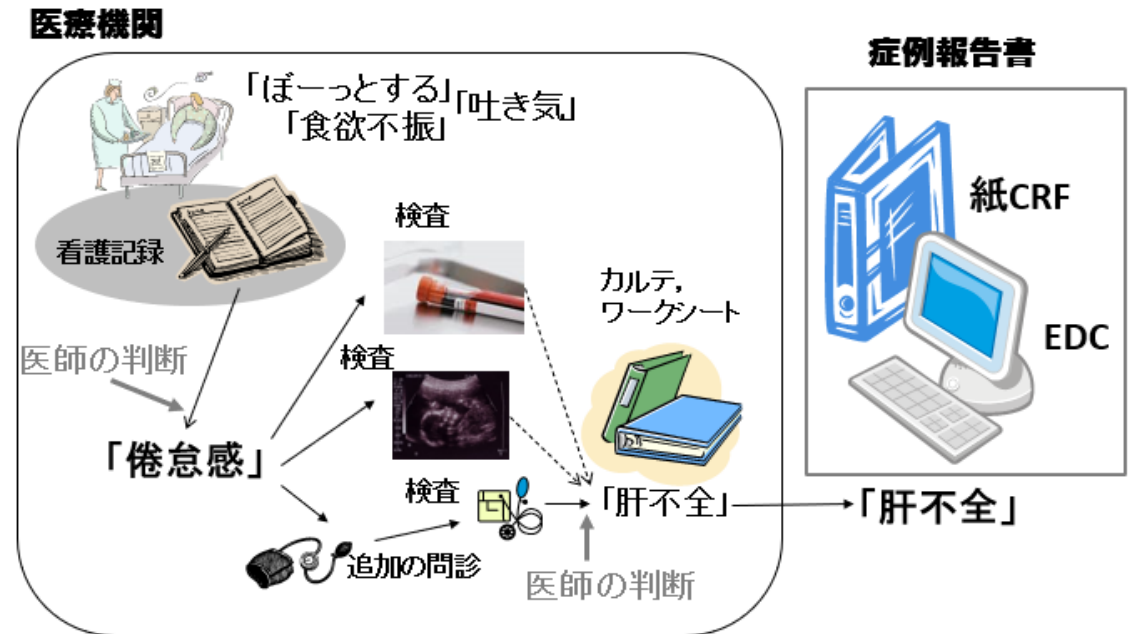 医療機関
「ぼーっとする」「吐き気」
「食欲不振」
看護記録
医師の判断
「倦怠感」
検査
検査
検査
追加の問診
カルテ,
ワークシート
「肝不全」
医師の判断
症例報告書
紙CRF
EDC
「肝不全」